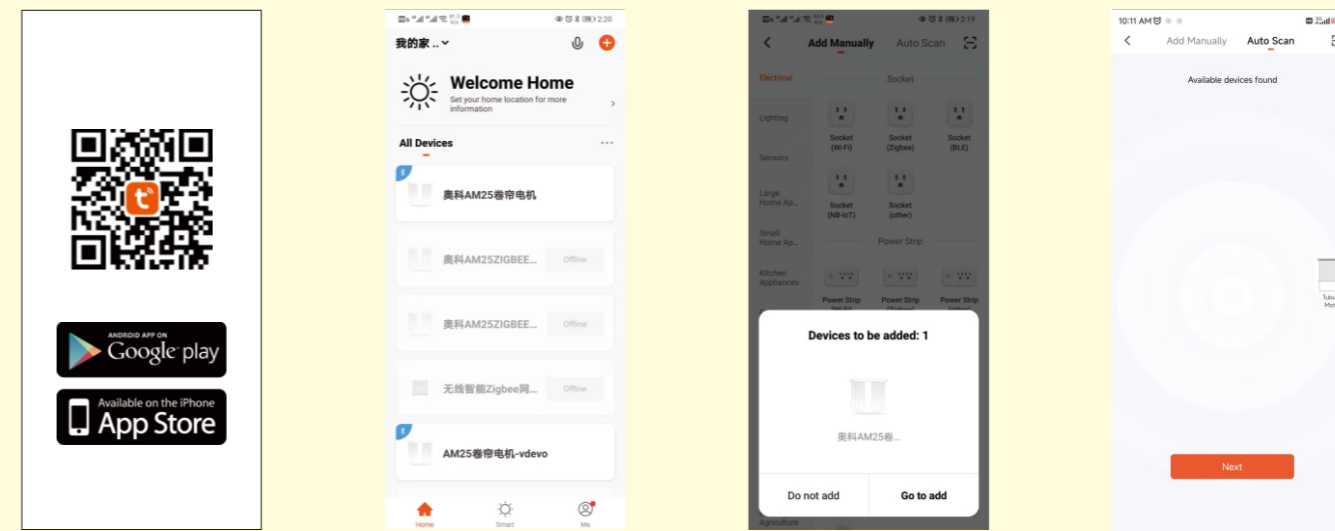 ANDROID APP ON
Google play
Available on the iPhone
App Store
2:20
我的家 ..
Welcome Home
Set your home location for more
information
All Devices
奥科AM25卷帘电机
奥科AM25ZIGBEE...
Offline
奥科AM25ZIGBEE...
Offline
无线智能Zigbee网...
Offline
AM25卷帘电机-vdevo
Home
Smart
Me
2:19
Add Manually
Auto Scan
Electrical
Socket
Lighting
Socket
(Wi-Fi)
Socket
(Zigbee)
Socket
(BLE)
Sensors
Large
Home Ap...
Socket
(NB-IoT)
Socket
(other)
Small
Home Ap...
Power Strip
Kitchen
Appliances
Power Strip
Power Strip
Power Strip
Devices to be added: 1
奥科AM25卷...
Do not add
Go to add
Agriculture
10:11 AM
Add Manually
Auto Scan
Available devices found
Next